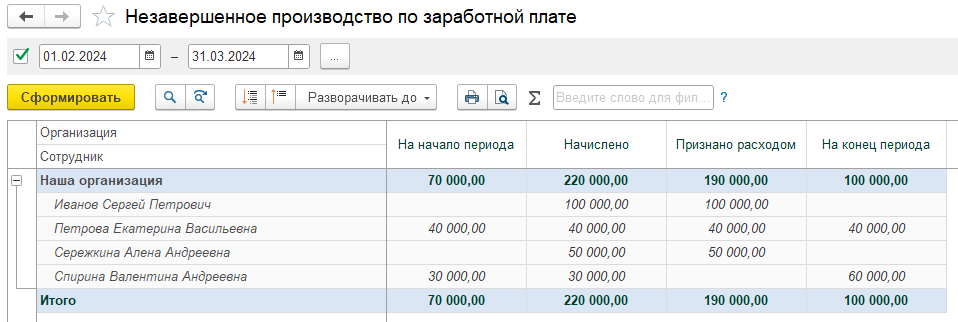 Незавершенное производство по заработной плате
01.02.2024 – 31.03.2024 ...
Сформировать Разворачивать до Σ Введите слово для фил... ?
Организация
Сотрудник
На начало периода Начислено Признано расходом На конец периода
Наша организация 70 000,00 220 000,00 190 000,00 100 000,00
Иванов Сергей Петрович 100 000,00 100 000,00
Петрова Екатерина Васильевна 40 000,00 40 000,00 40 000,00 40 000,00
Сережкина Алена Андреевна 50 000,00 50 000,00
Спирина Валентина Андреевна 30 000,00 30 000,00 60 000,00
Итого 70 000,00 220 000,00 190 000,00 100 000,00